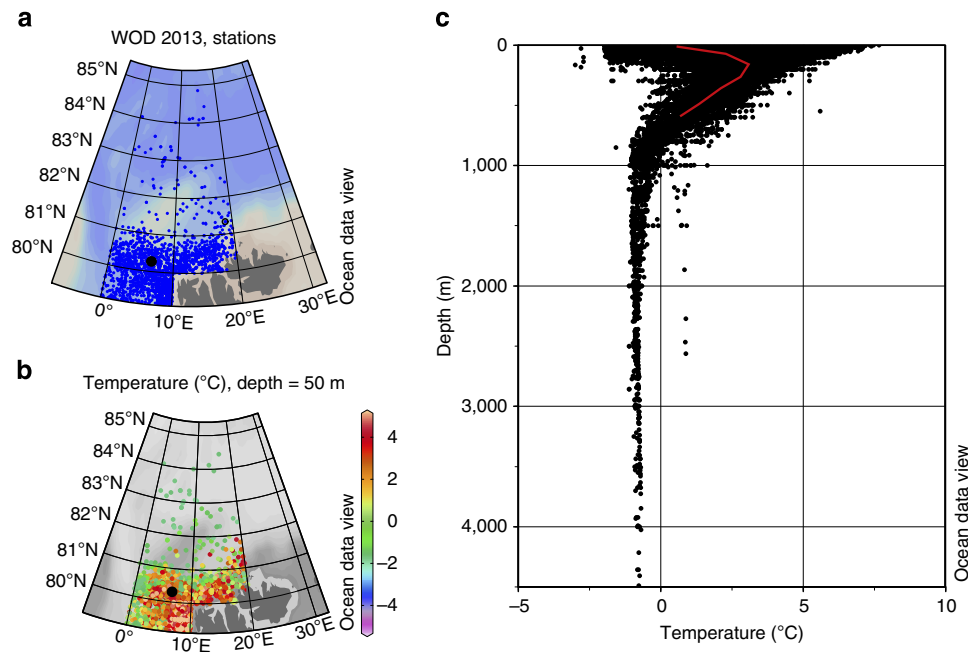 a
WOD 2013, stations
85°N
84°N
83°N
82°N
81°N
80°N
0°
10°E
20°E
30°E
Ocean data view
b
Temperature (°C), depth = 50 m
85°N
84°N
83°N
82°N
81°N
80°N
0°
10°E
20°E
30°E
4
2
0
−2
−4
Ocean data view
c
0
1,000
2,000
3,000
4,000
Depth (m)
−5
0
5
10
Temperature (°C)
Ocean data view